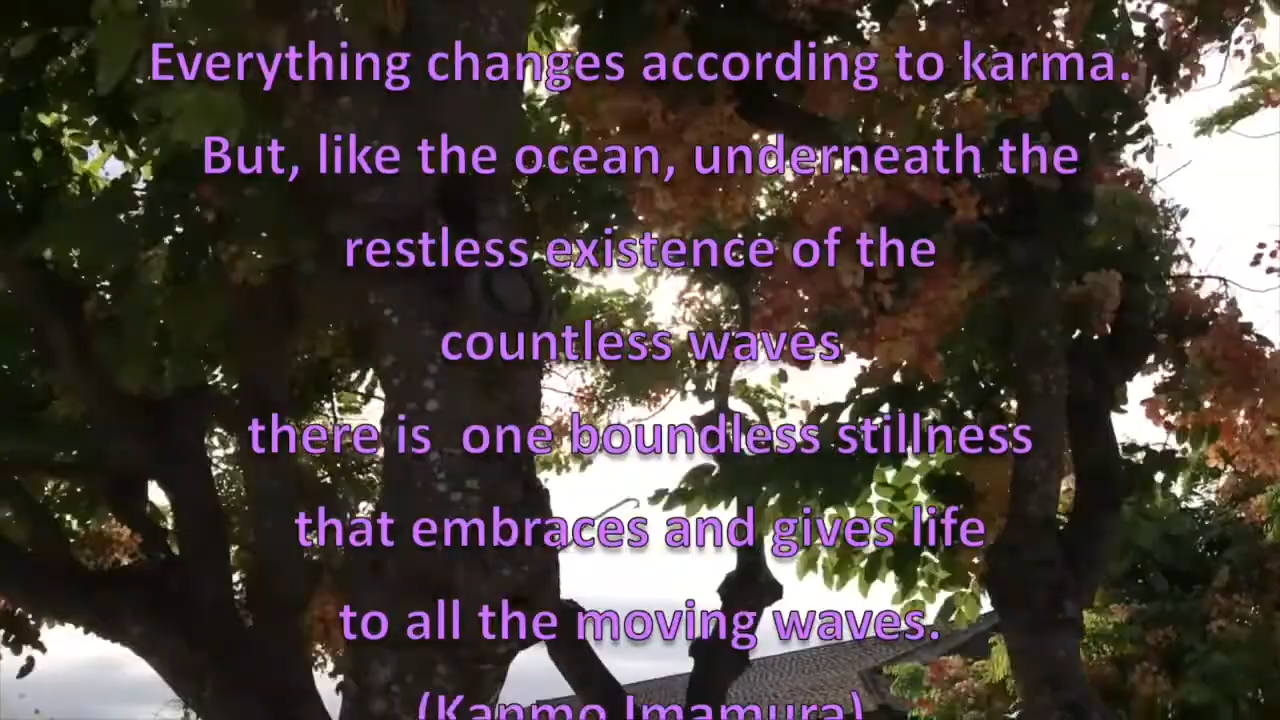 Everything changes according to karma.
But, like the ocean, underneath the
restless existence of the
countless waves
there is  one boundless stillness
that embraces and gives life
to all the moving waves.
(Kanmo Imamura)